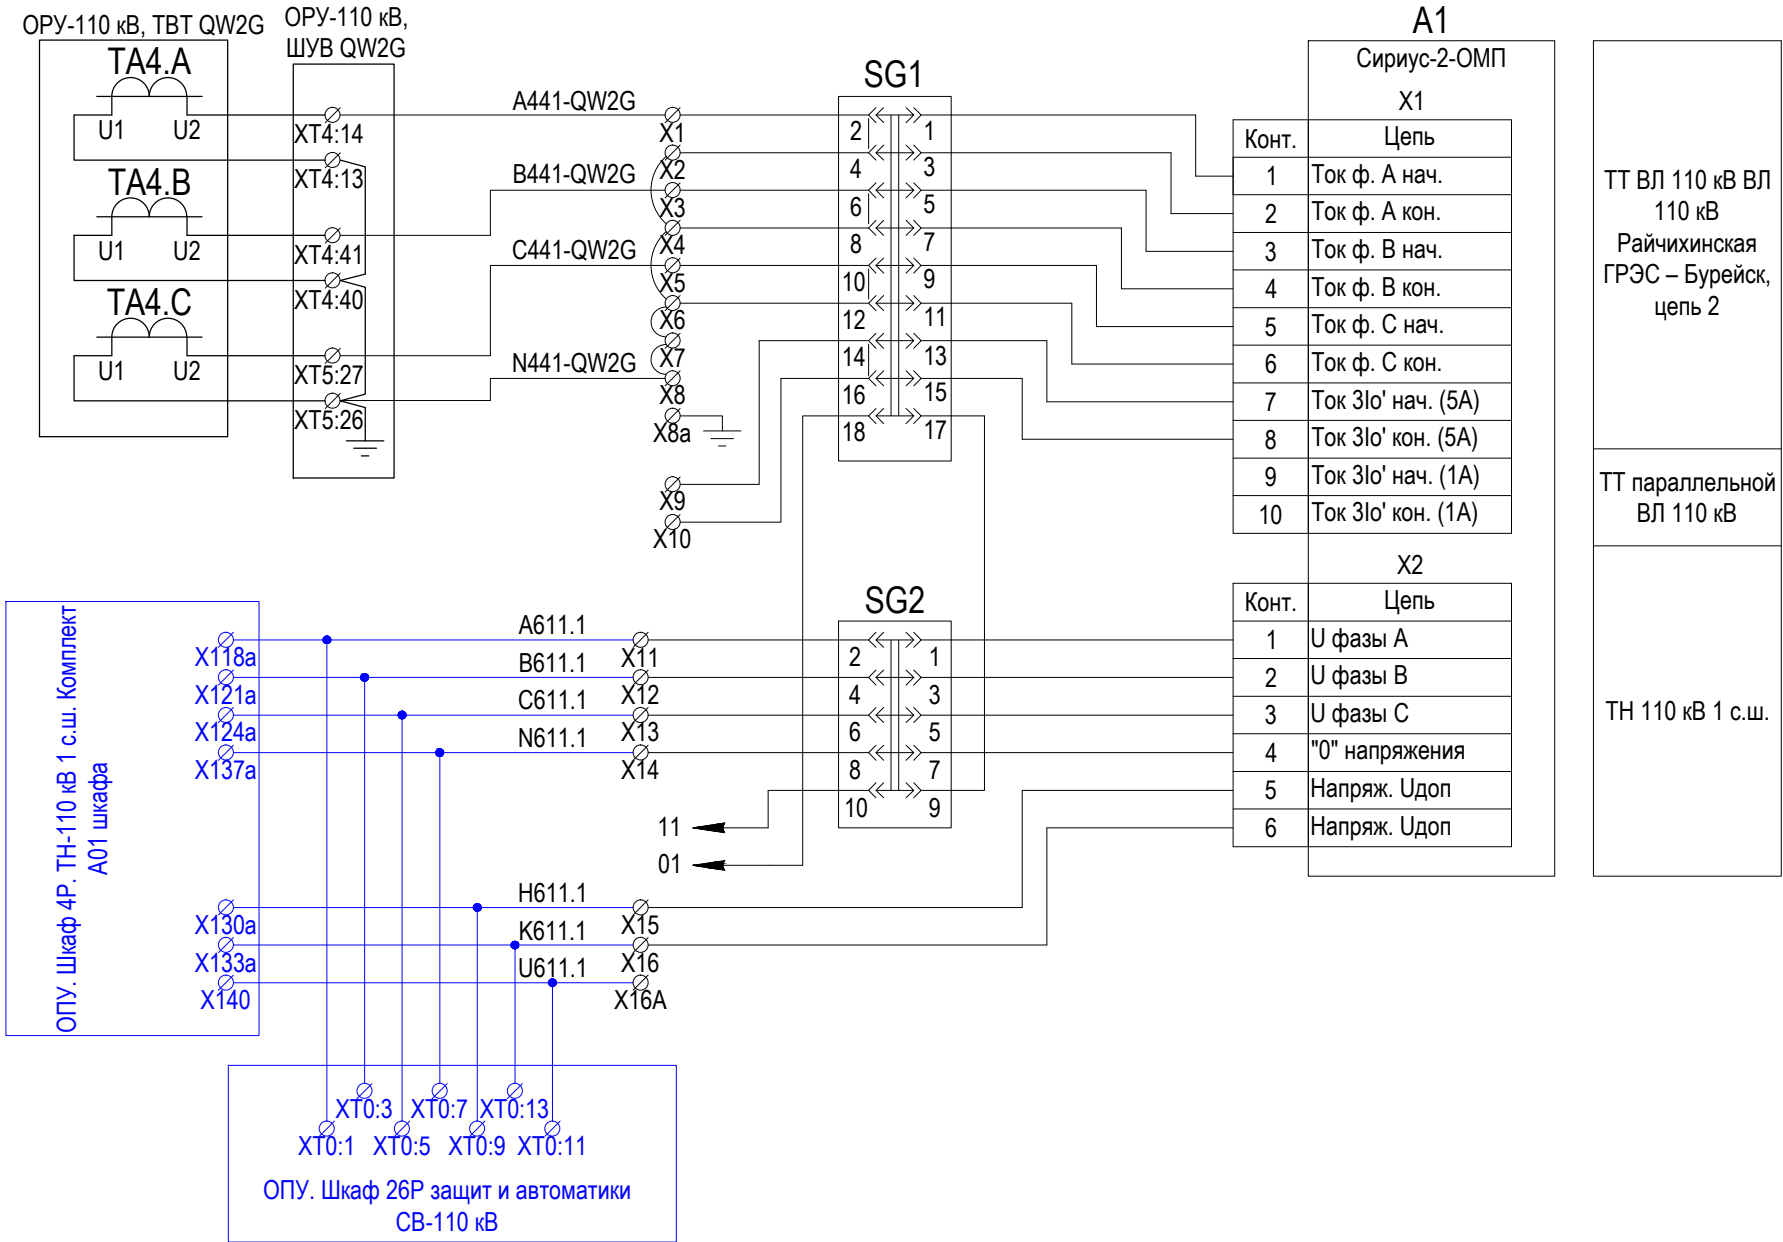 ОРУ-110 кВ, ТВТ QW2G
ОРУ-110 кВ,
ШУВ QW2G
TA4.A
U1 U2
TA4.B
U1 U2
TA4.C
U1 U2
XT4:14
XT4:13
XT4:41
XT4:40
XT5:27
XT5:26
A441-QW2G
B441-QW2G
C441-QW2G
N441-QW2G
X1
X2
X3
X4
X5
X6
X7
X8
X8a
X9
X10
SG1
2 1
4 3
6 5
8 7
10 9
12 11
14 13
16 15
18 17
A1
Сириус-2-ОМП
X1
Конт. Цепь
1 Ток ф. А нач.
2 Ток ф. А кон.
3 Ток ф. В нач.
4 Ток ф. В кон.
5 Ток ф. С нач.
6 Ток ф. С кон.
7 Ток 3Io' нач. (5А)
8 Ток 3Io' кон. (5А)
9 Ток 3Io' нач. (1А)
10 Ток 3Io' кон. (1А)
X2
Конт. Цепь
1 U фазы А
2 U фазы В
3 U фазы С
4 "0" напряжения
5 Напряж. Uдоп
6 Напряж. Uдоп
ТТ ВЛ 110 кВ ВЛ
110 кВ
Райчихинская
ГРЭС – Бурейск,
цепь 2
ТТ параллельной
ВЛ 110 кВ
ТН 110 кВ 1 с.ш.
SG2
2 1
4 3
6 5
8 7
10 9
11
01
A611.1
B611.1
C611.1
N611.1
H611.1
K611.1
U611.1
X11
X12
X13
X14
X15
X16
X16A
ОПУ. Шкаф 4Р. ТН-110 кВ 1 с.ш. Комплект
А01 шкафа
X118a
X121a
X124a
X137a
X130a
X133a
X140
XT0:3 XT0:7 XT0:13
XT0:1 XT0:5 XT0:9 XT0:11
ОПУ. Шкаф 26Р защит и автоматики
СВ-110 кВ